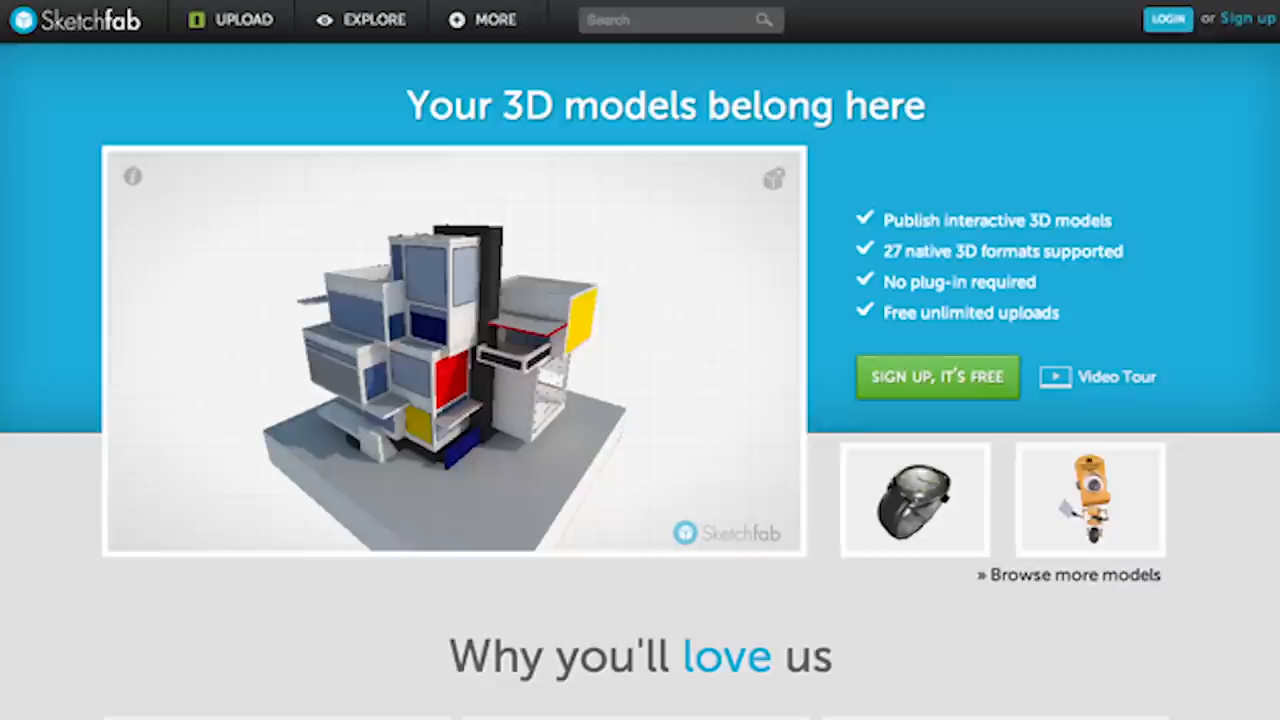 Sketchfab UPLOAD EXPLORE MORE Search LOGIN or Sign up
Your 3D models belong here
Publish interactive 3D models
27 native 3D formats supported
No plug-in required
Free unlimited uploads
SIGN UP, IT'S FREE Video Tour
Sketchfab
» Browse more models
Why you'll love us